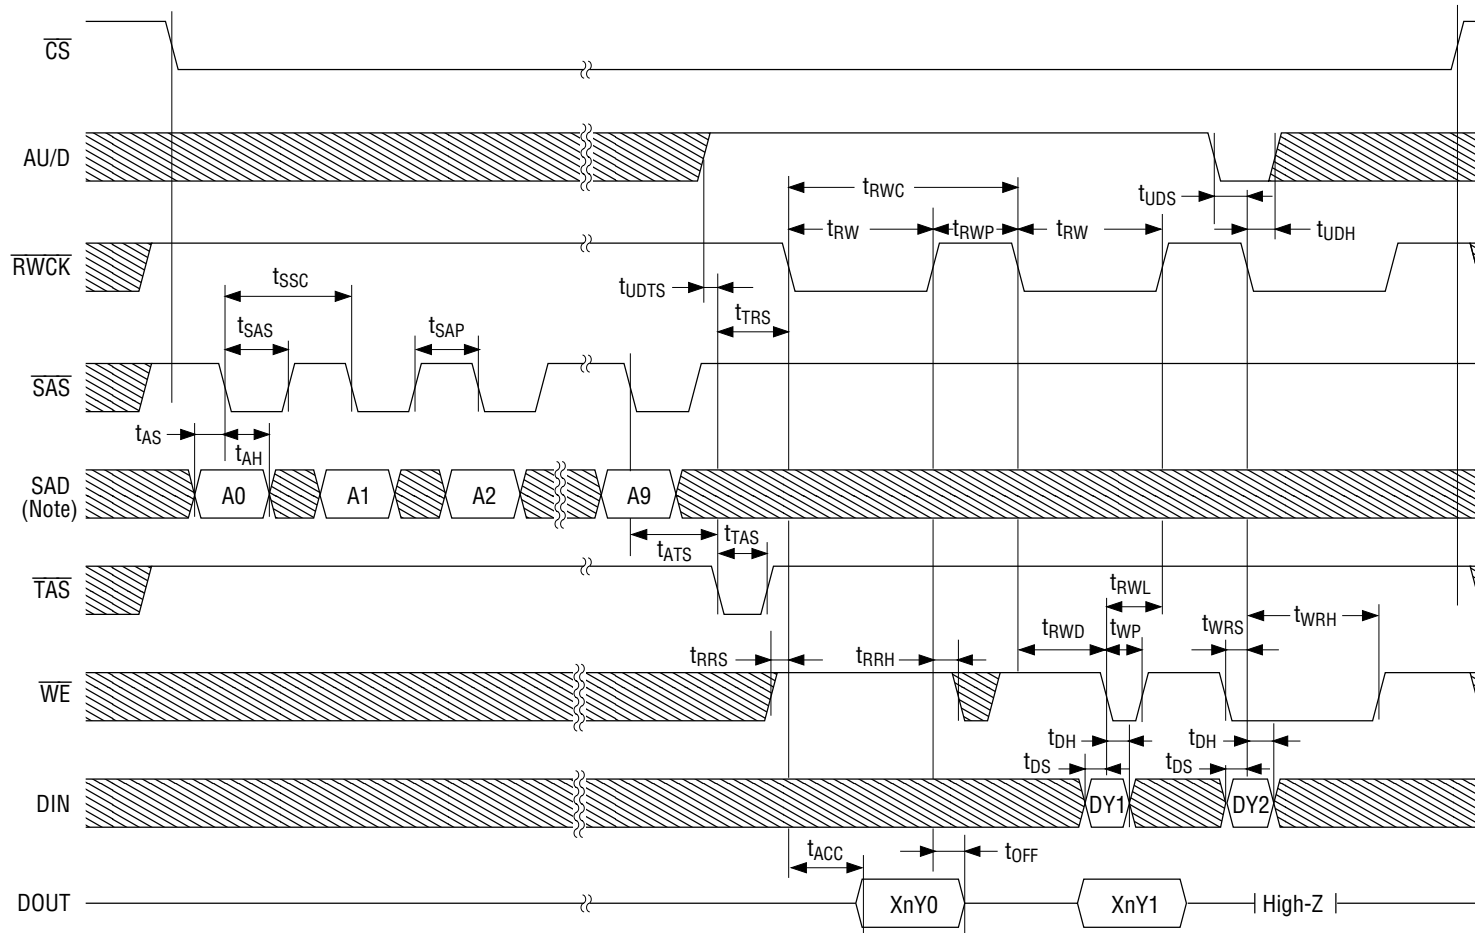 CS
AU/D
tRWC
tUDS
tRW
tRWP
tRW
tUDH
RWCK
tSSC
tUDTS
tTRS
tSAS
tSAP
SAS
tAS
tAH
SAD
(Note)
A0
A1
A2
A9
tATS
tTAS
TAS
tRWL
tRWD
tWP
tWRS
tWRH
tRRS
tRRH
WE
tDH
tDH
tDS
tDS
DIN
DY1
DY2
tACC
tOFF
DOUT
XnY0
XnY1
High-Z